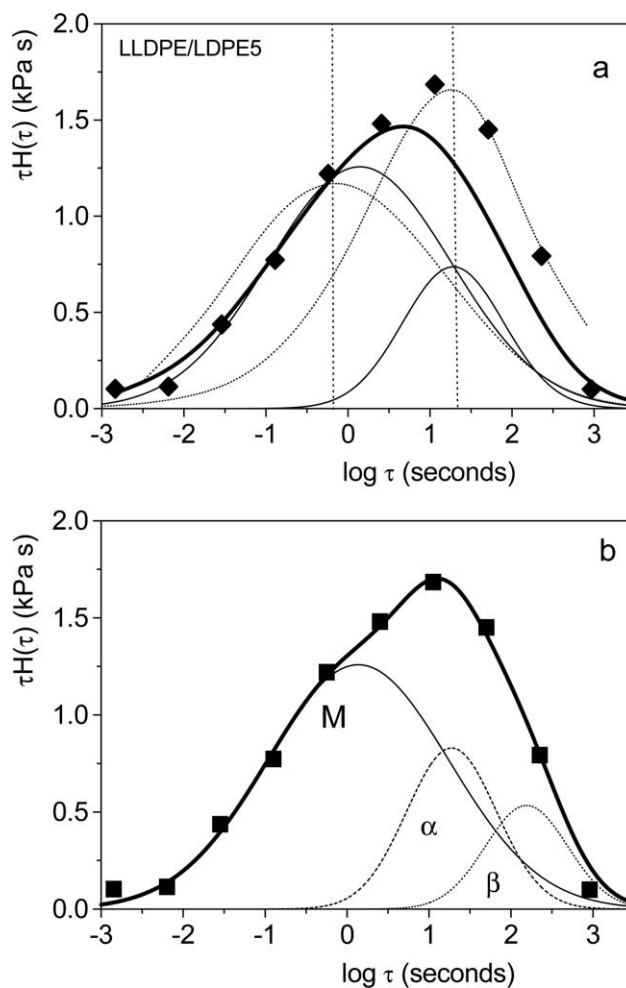 LLDPE/LDPE5
a
2.0
1.5
1.0
0.5
0.0
τH(τ) (kPa s)
-3 -2 -1 0 1 2 3
log τ (seconds)
b
2.0
1.5
1.0
0.5
0.0
τH(τ) (kPa s)
M
α
β
-3 -2 -1 0 1 2 3
log τ (seconds)